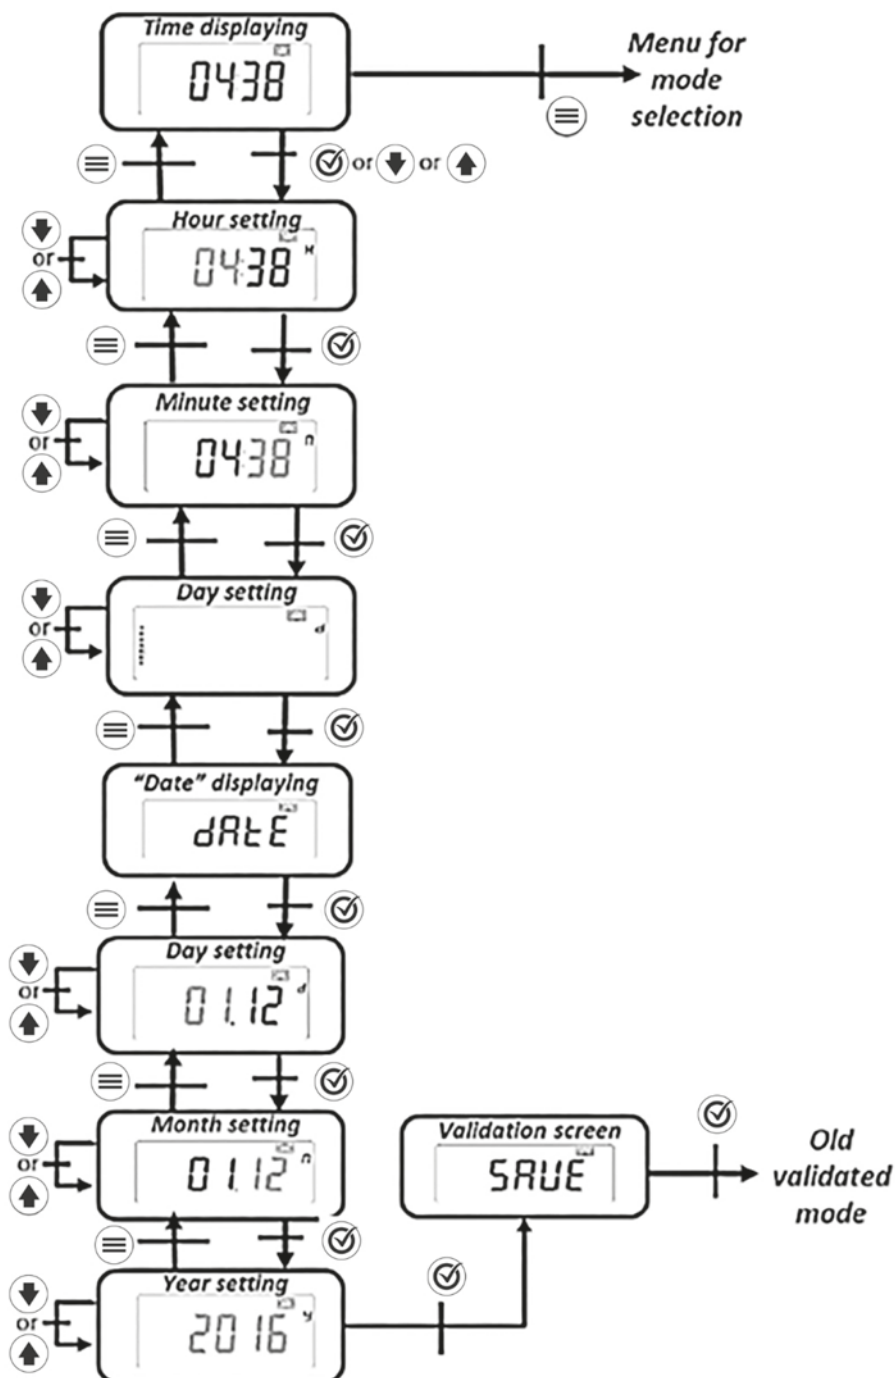 Time displaying
0438
Menu for
mode
selection
or or
Hour setting
04:38 H
or
Minute setting
04:38 n
or
Day setting
d
or
"Date" displaying
dAtE
Day setting
01.12 d
or
Month setting
01.12 n
or
Validation screen
SAVE
Old
validated
mode
Year setting
2016 y
or